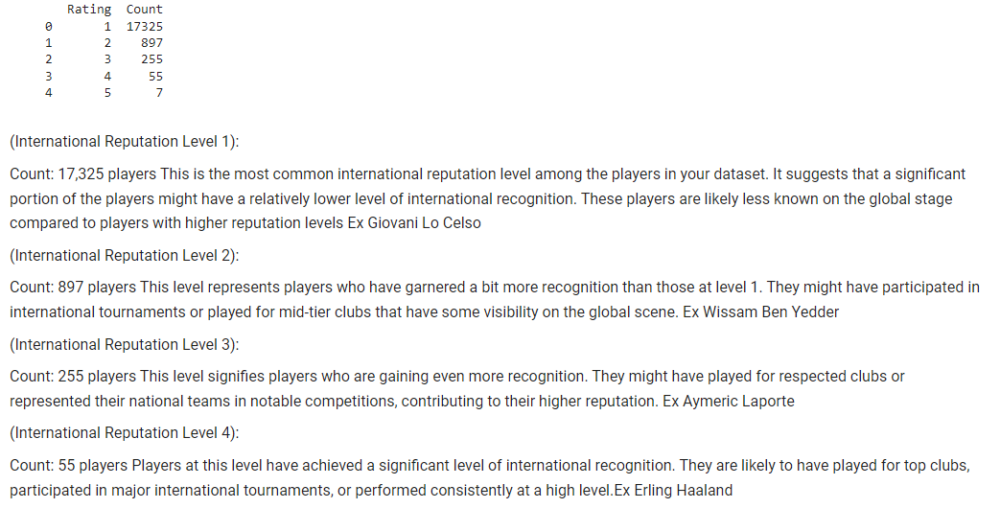 Rating Count
0 1 17325
1 2 897
2 3 255
3 4 55
4 5 7
(International Reputation Level 1):
Count: 17,325 players This is the most common international reputation level among the players in your dataset. It suggests that a significant
portion of the players might have a relatively lower level of international recognition. These players are likely less known on the global stage
compared to players with higher reputation levels Ex Giovani Lo Celso
(International Reputation Level 2):
Count: 897 players This level represents players who have garnered a bit more recognition than those at level 1. They might have participated in
international tournaments or played for mid-tier clubs that have some visibility on the global scene. Ex Wissam Ben Yedder
(International Reputation Level 3):
Count: 255 players This level signifies players who are gaining even more recognition. They might have played for respected clubs or
represented their national teams in notable competitions, contributing to their higher reputation. Ex Aymeric Laporte
(International Reputation Level 4):
Count: 55 players Players at this level have achieved a significant level of international recognition. They are likely to have played for top clubs,
participated in major international tournaments, or performed consistently at a high level.Ex Erling Haaland